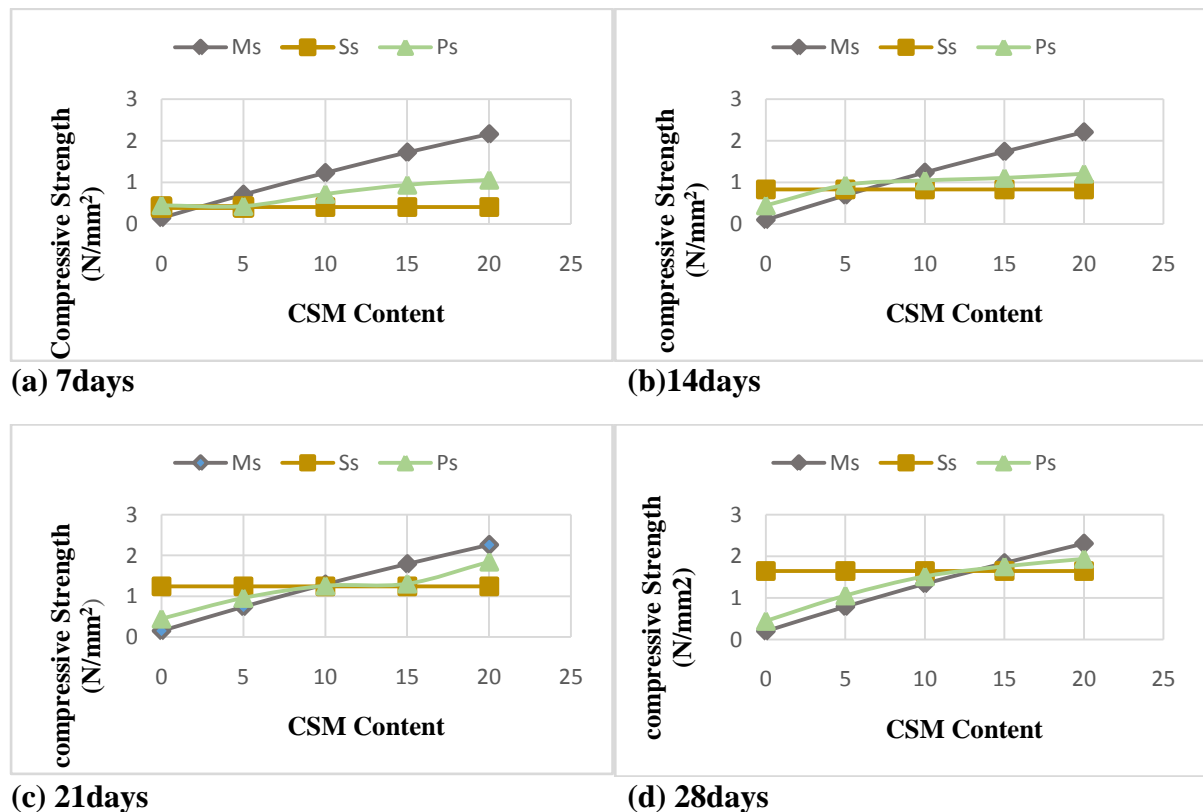 Ms Ss Ps
3
2
1
0
0 5 10 15 20 25
Compressive Strength
(N/mm²)
CSM Content
(a) 7days
Ms Ss Ps
3
2
1
0
0 5 10 15 20 25
compressive Strength
(N/mm²)
CSM Content
(b)14days
Ms Ss Ps
3
2
1
0
0 5 10 15 20 25
compressive Strength
(N/mm²)
CSM Content
(c) 21days
Ms Ss Ps
3
2
1
0
0 5 10 15 20 25
compressive Strength
(N/mm2)
CSM Content
(d) 28days